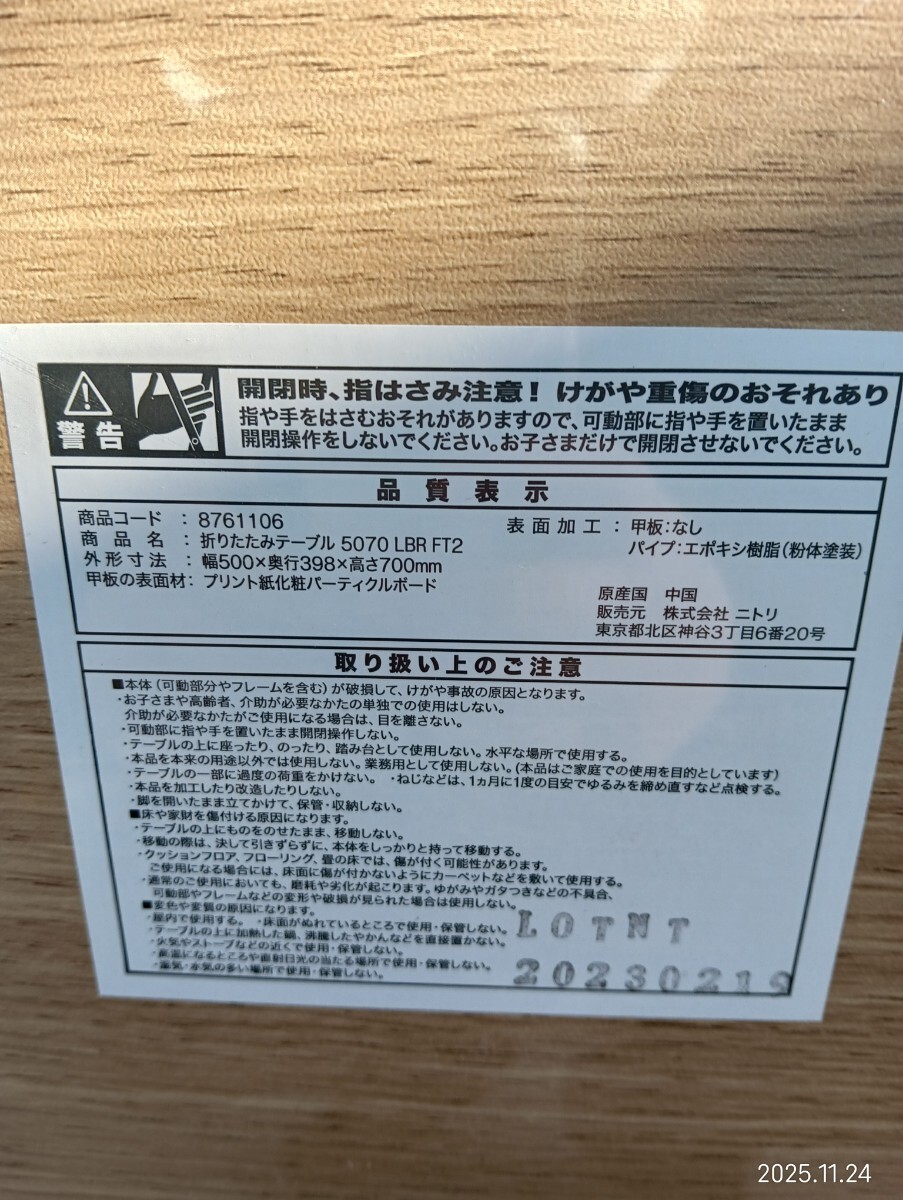 警告
開閉時、指はさみ注意！ けがや重傷のおそれあり
指や手をはさむおそれがありますので、可動部に指や手を置いたまま
開閉操作をしないでください。お子さまだけで開閉させないでください。
品質表示
商品コード : 8761106
商品名 : 折りたたみテーブル 5070 LBR FT2
外形寸法 : 幅500×奥行398×高さ700mm
甲板の表面材: プリント紙化粧パーティクルボード
表面加工 : 甲板:なし
パイプ:エポキシ樹脂(粉体塗装)
原産国 中国
販売元 株式会社 ニトリ
東京都北区神谷3丁目6番20号
取り扱い上のご注意
■本体(可動部分やフレームを含む)が破損して、けがや事故の原因となります。
・お子さまや高齢者、介助が必要なかたの単独での使用はしない。
介助が必要なかたがご使用になる場合は、目を離さない。
・可動部に指や手を置いたまま開閉操作しない。
・テーブルの上に座ったり、のったり、踏み台として使用しない。水平な場所で使用する。
・本品を本来の用途以外では使用しない。業務用として使用しない。(本品はご家庭での使用を目的としています)
・テーブルの一部に過度の荷重をかけない。 ・ねじなどは、1ヵ月に1度の目安でゆるみを締め直すなど点検する。
・本品を加工したり改造したりしない。
・脚を開いたまま立てかけて、保管・収納しない。
■床や家財を傷付ける原因になります。
・テーブルの上にものをのせたまま、移動しない。
・移動の際は、決して引きずらずに、本体をしっかりと持って移動する。
・クッションフロア、フローリング、畳の床では、傷が付く可能性があります。
ご使用になる場合には、床面に傷が付かないようにカーペットなどを敷いて使用する。
・通常のご使用においても、磨耗や劣化が起こります。ゆがみやガタつきなどの不具合、
可動部やフレームなどの変形や破損が見られた場合は使用しない。
■変色や変質の原因になります。
・屋内で使用する。 ・床面がぬれているところで使用・保管しない。
・テーブルの上に加熱した鍋、沸騰したやかんなどを直接置かない。
・火気やストーブなどの近くで使用・保管しない。
・高温になるところや直射日光の当たる場所で使用・保管しない。
・湿気・水気の多い場所で使用・保管しない。
LOTNT
20230219
2025.11.24